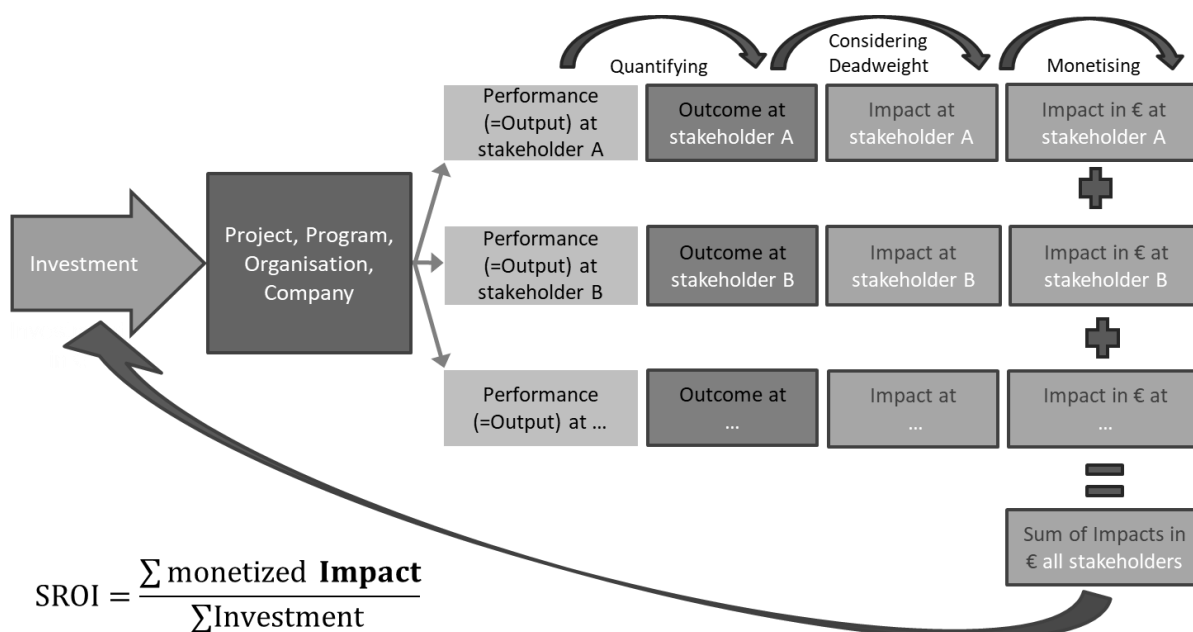 Quantifying
Considering
Deadweight
Monetising
Performance
(=Output) at
stakeholder A
Outcome at
stakeholder A
Impact at
stakeholder A
Impact in € at
stakeholder A
Investment
Project, Program,
Organisation,
Company
Performance
(=Output) at
stakeholder B
Outcome at
stakeholder B
Impact at
stakeholder B
Impact in € at
stakeholder B
Performance
(=Output) at ...
Outcome at
...
Impact at
...
Impact in € at
...
Sum of Impacts in
€ all stakeholders
SROI = ∑ monetized Impact
∑Investment